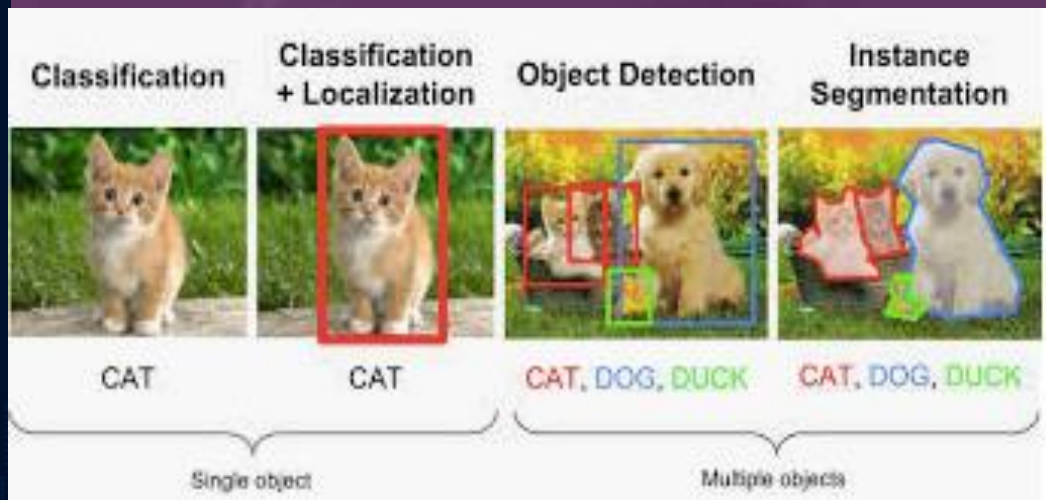 Classification
Classification
+ Localization
Object Detection
Instance
Segmentation
CAT
CAT
CAT, DOG, DUCK
CAT, DOG, DUCK
Single object
Multiple objects